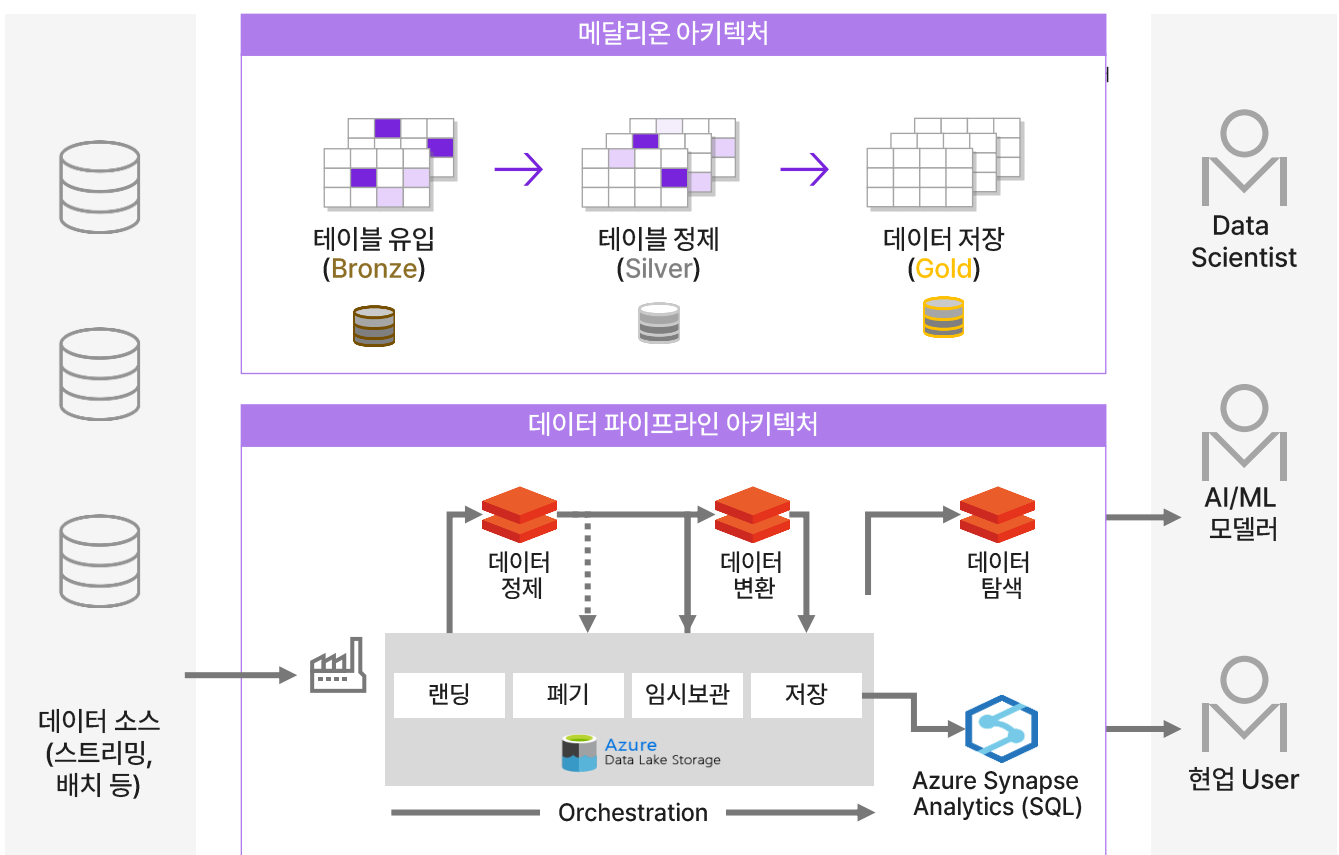 메달리온 아키텍처
테이블 유입
(Bronze)
테이블 정제
(Silver)
데이터 저장
(Gold)
데이터 파이프라인 아키텍처
데이터
정제
데이터
변환
데이터
탐색
랜딩
폐기
임시보관
저장
Azure
Data Lake Storage
Orchestration
Azure Synapse
Analytics (SQL)
데이터 소스
(스트리밍,
배치 등)
Data
Scientist
AI/ML
모델러
현업 User